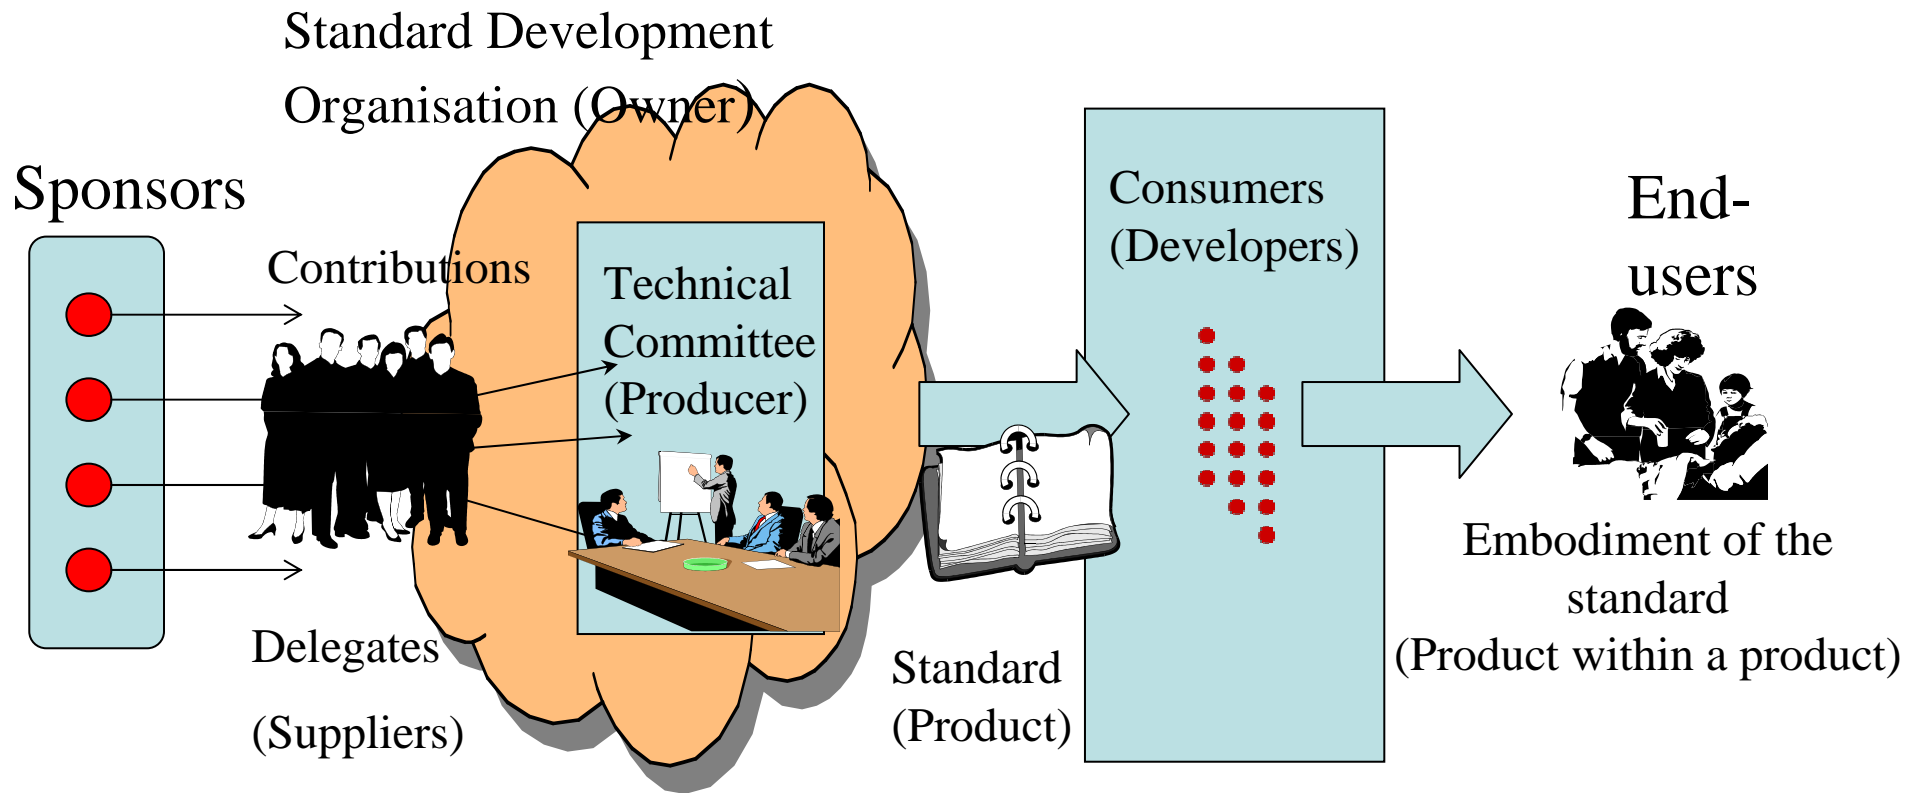 Standard Development
Organisation (Owner)
Sponsors
Contributions
Technical
Committee
(Producer)
Delegates
(Suppliers)
Standard
(Product)
Consumers
(Developers)
End-
users
Embodiment of the
standard
(Product within a product)